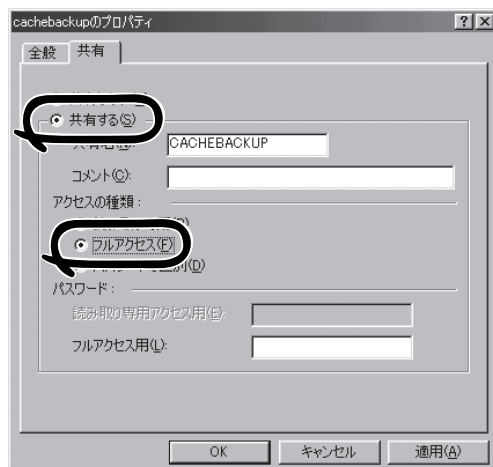 cachebackupのプロパティ
全般 共有
共有する(S)
CACHEBACKUP
コメント(C):
アクセスの種類:
フルアクセス(F)
(D)
パスワード:
読み取り専用アクセス用(E):
フルアクセス用(L):
OK キャンセル 適用(A)